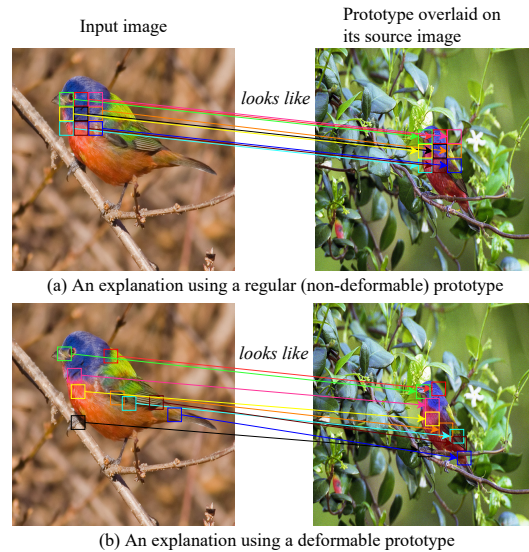 Input image
Prototype overlaid on
its source image
looks like
(a) An explanation using a regular (non-deformable) prototype
looks like
(b) An explanation using a deformable prototype